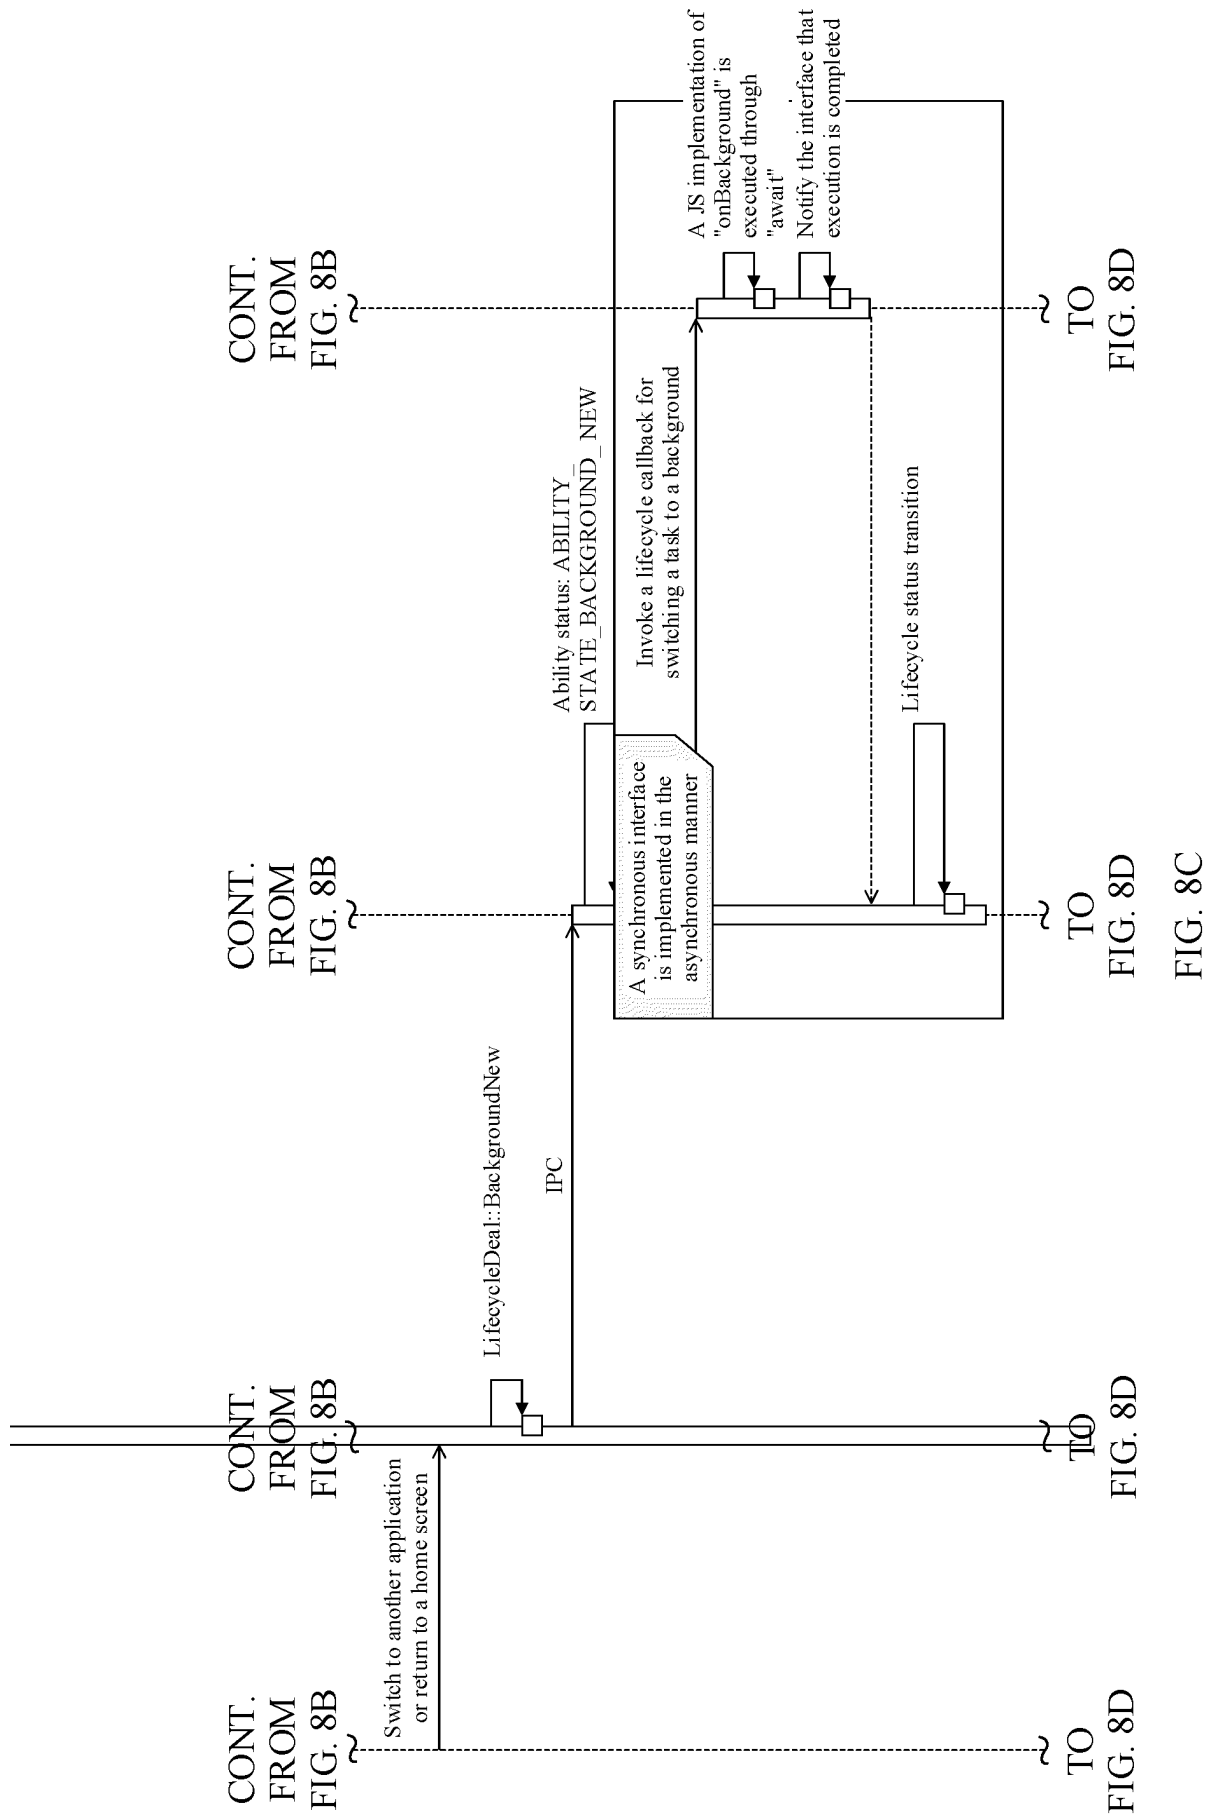 CONT.
FROM
FIG. 8B
CONT.
FROM
FIG. 8B
CONT.
FROM
FIG. 8B
CONT.
FROM
FIG. 8B
Switch to another application
or return to a home screen
LifecycleDeal::BackgroundNew
IPC
Ability status: ABILITY_
STATE_BACKGROUND_NEW
A synchronous interface
is implemented in the
asynchronous manner
Invoke a lifecycle callback for
switching a task to a background
A JS implementation of
"onBackground" is
executed through
"await"
Notify the interface that
execution is completed
Lifecycle status transition
TO
FIG. 8D
TO
FIG. 8D
TO
FIG. 8D
TO
FIG. 8D
FIG. 8C